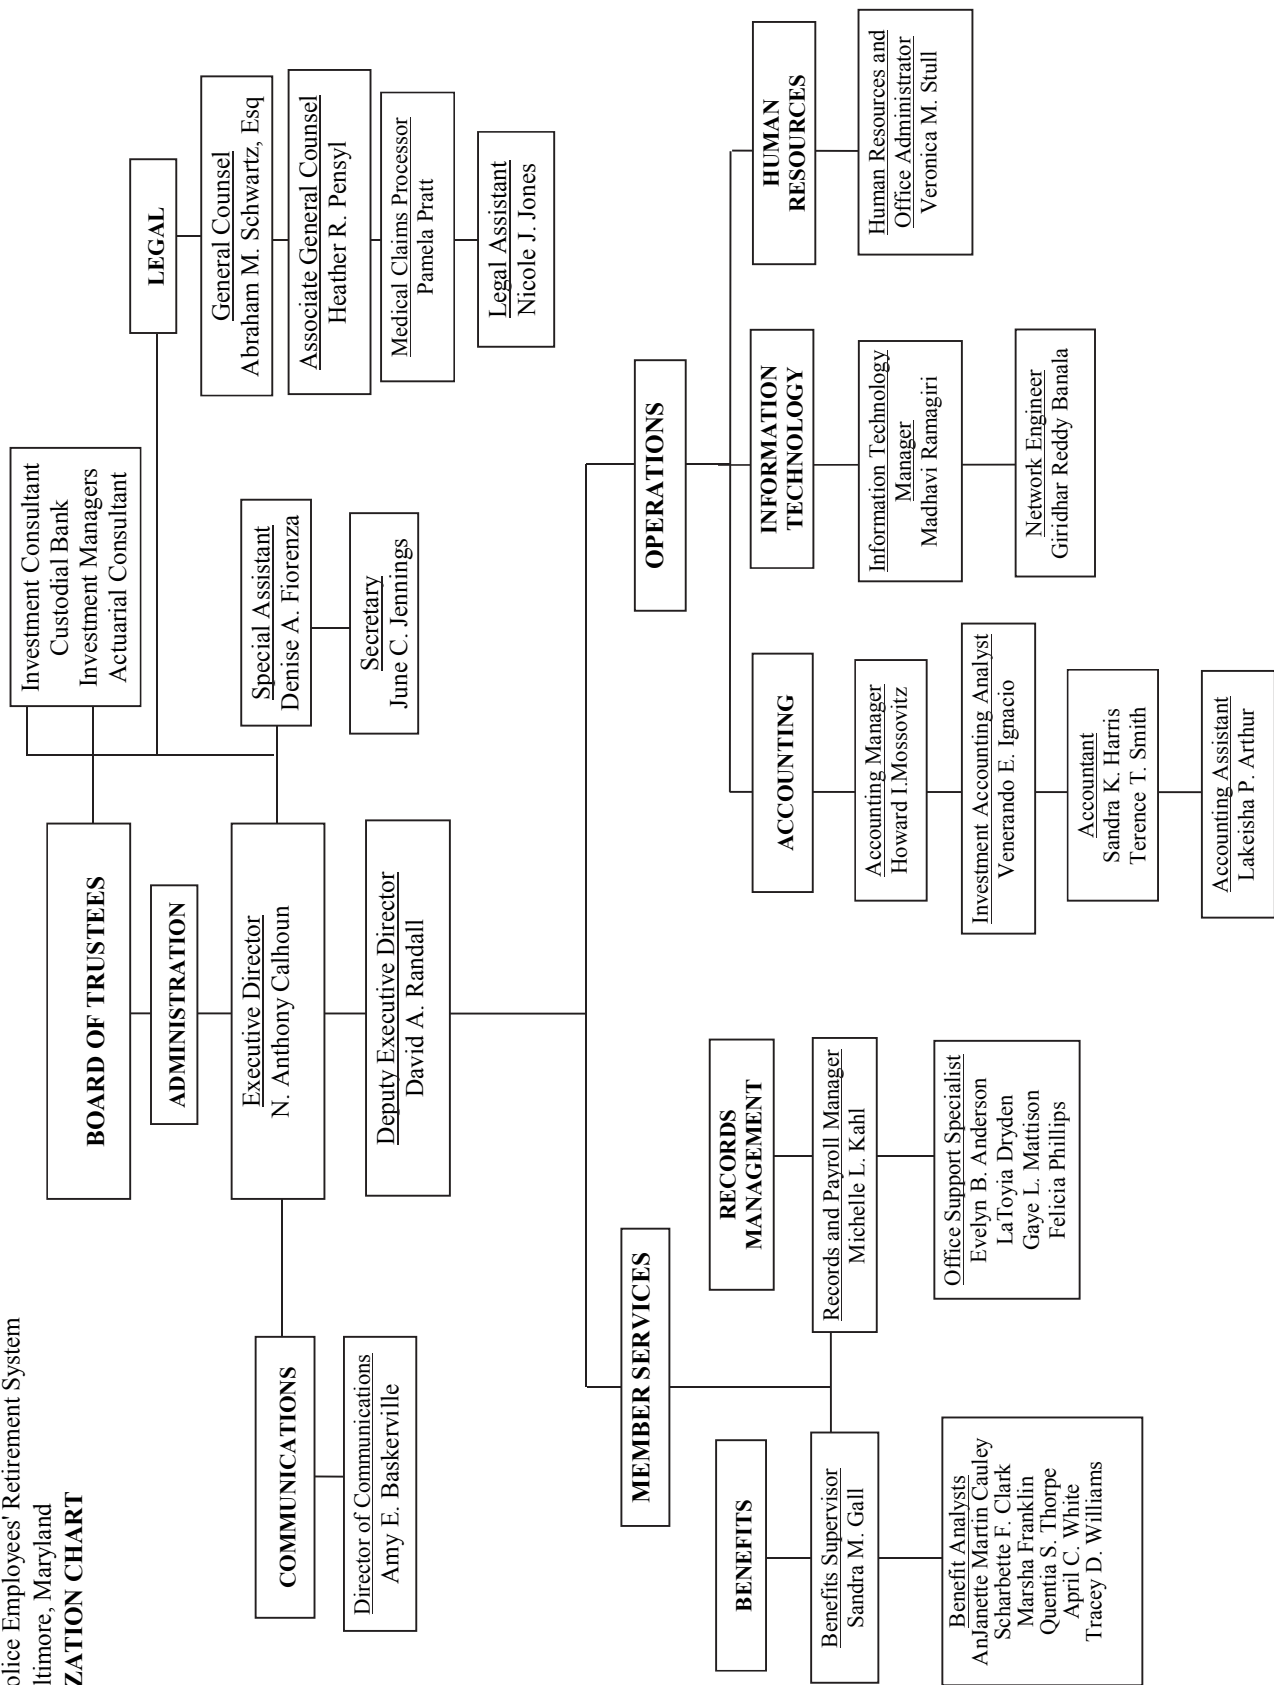 olice Employees' Retirement System
ltimore, Maryland
ZATION CHART
BOARD OF TRUSTEES
Investment Consultant
Custodial Bank
Investment Managers
Actuarial Consultant
ADMINISTRATION
LEGAL
Executive Director
N. Anthony Calhoun
Special Assistant
Denise A. Fiorenza
Secretary
June C. Jennings
General Counsel
Abraham M. Schwartz, Esq
Associate General Counsel
Heather R. Pensyl
Medical Claims Processor
Pamela Pratt
Legal Assistant
Nicole J. Jones
COMMUNICATIONS
Director of Communications
Amy E. Baskerville
Deputy Executive Director
David A. Randall
MEMBER SERVICES
BENEFITS
Benefits Supervisor
Sandra M. Gall
Benefit Analysts
AnJanette Martin Cauley
Scharbette F. Clark
Marsha Franklin
Quentia S. Thorpe
April C. White
Tracey D. Williams
RECORDS
MANAGEMENT
Records and Payroll Manager
Michelle L. Kahl
Office Support Specialist
Evelyn B. Anderson
LaToyia Dryden
Gaye L. Mattison
Felicia Phillips
OPERATIONS
ACCOUNTING
Accounting Manager
Howard I.Mossovitz
Investment Accounting Analyst
Venerando E. Ignacio
Accountant
Sandra K. Harris
Terence T. Smith
Accounting Assistant
Lakeisha P. Arthur
INFORMATION
TECHNOLOGY
Information Technology
Manager
Madhavi Ramagiri
Network Engineer
Giridhar Reddy Banala
HUMAN
RESOURCES
Human Resources and
Office Administrator
Veronica M. Stull